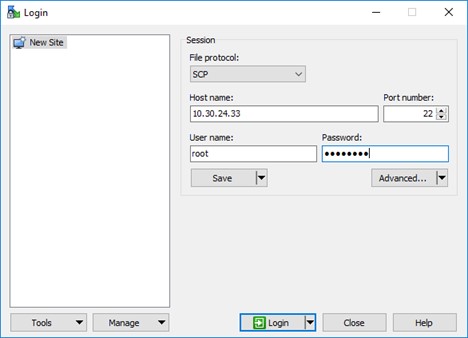 Login
New Site
Session
File protocol:
SCP
Host name:
Port number:
10.30.24.33
22
User name:
Password:
root
••••••••
Save
Advanced...
Tools
Manage
Login
Close
Help